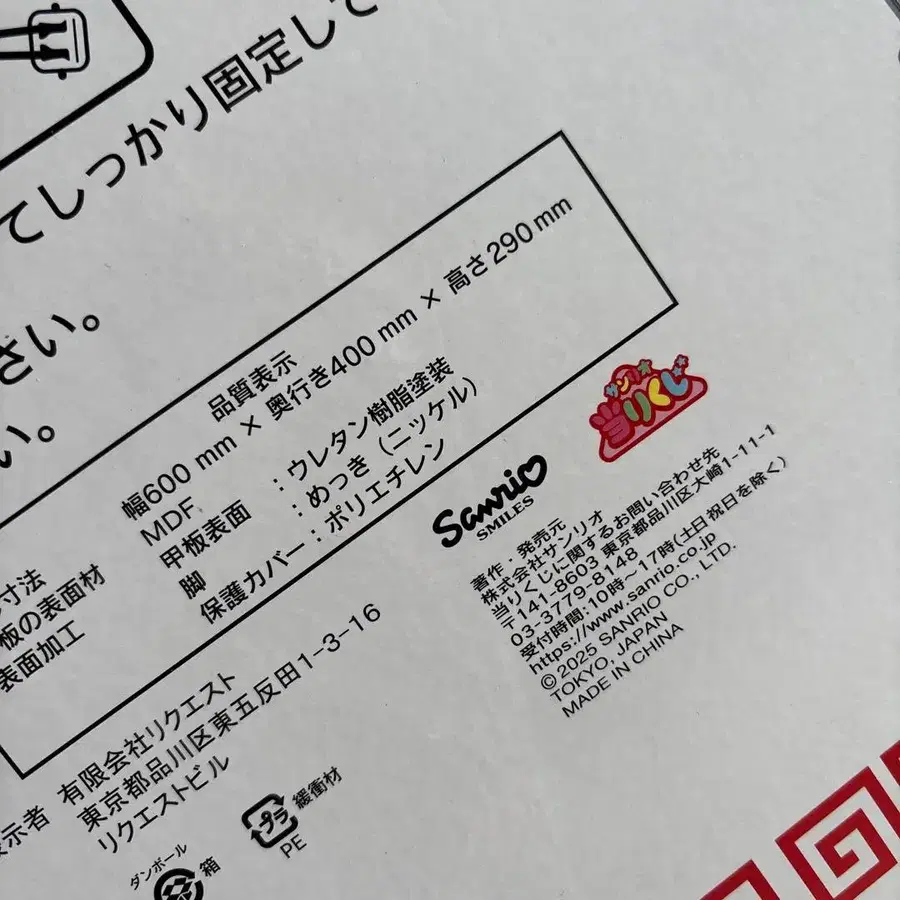 てしっかり固定して
さい。
い。
品質表示
寸法
幅600 mm × 奥行き400 mm × 高さ290 mm
板の表面材
MDF
表面加工
甲板表面 : ウレタン樹脂塗装
脚 : めっき (ニッケル)
保護カバー : ポリエチレン
示者 有限会社リクエスト
東京都品川区東五反田1-3-16
リクエストビル
ダンボール
箱
プラ
緩衝材
PE
サンリオ
当りくじ
Sanrio
SMILES
著作・発売元
株式会社サンリオ
当りくじに関するお問い合わせ先
〒141-8603 東京都品川区大崎1-11-1
03-3779-8148
受付時間:10時~17時(土日祝日を除く)
https://www.sanrio.co.jp
© 2025 SANRIO CO., LTD.
TOKYO, JAPAN
MADE IN CHINA